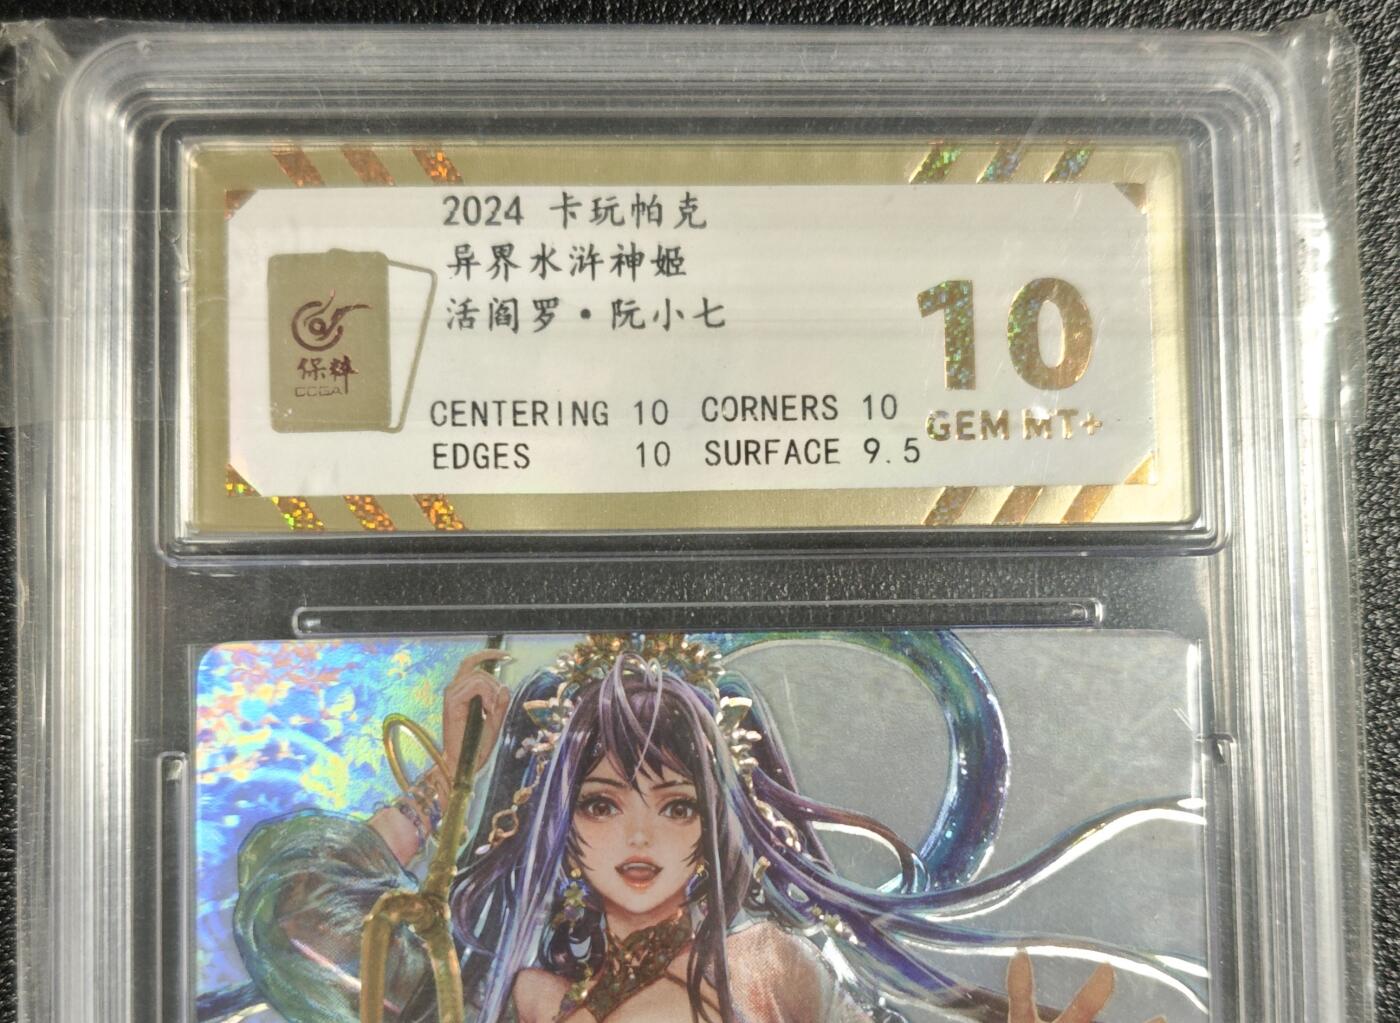 2024 卡玩帕克
异界水浒神姬
活阎罗·阮小七
保粹
CCGA
CENTERING 10 CORNERS 10
EDGES 10 SURFACE 9.5
10
GEM MT+